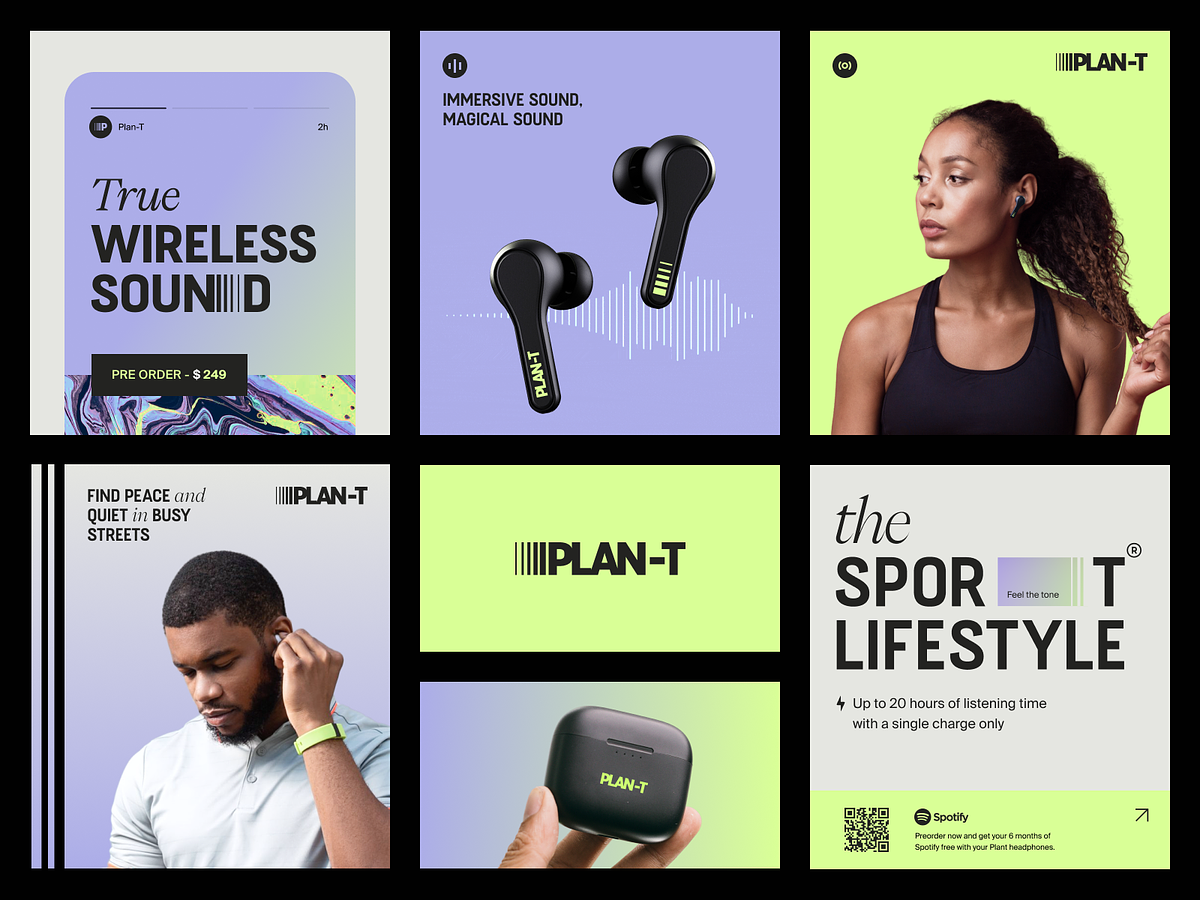 P
Plan-T
2h
True
WIRELESS
SOUND
PRE ORDER - $ 249
IMMERSIVE SOUND,
MAGICAL SOUND
PLAN-T
PLAN-T
FIND PEACE and
QUIET in BUSY
STREETS
PLAN-T
PLAN-T
PLAN-T
the
SPOR T®
Feel the tone
LIFESTYLE
Up to 20 hours of listening time
with a single charge only
Spotify
Preorder now and get your 6 months of
Spotify free with your Plant headphones.